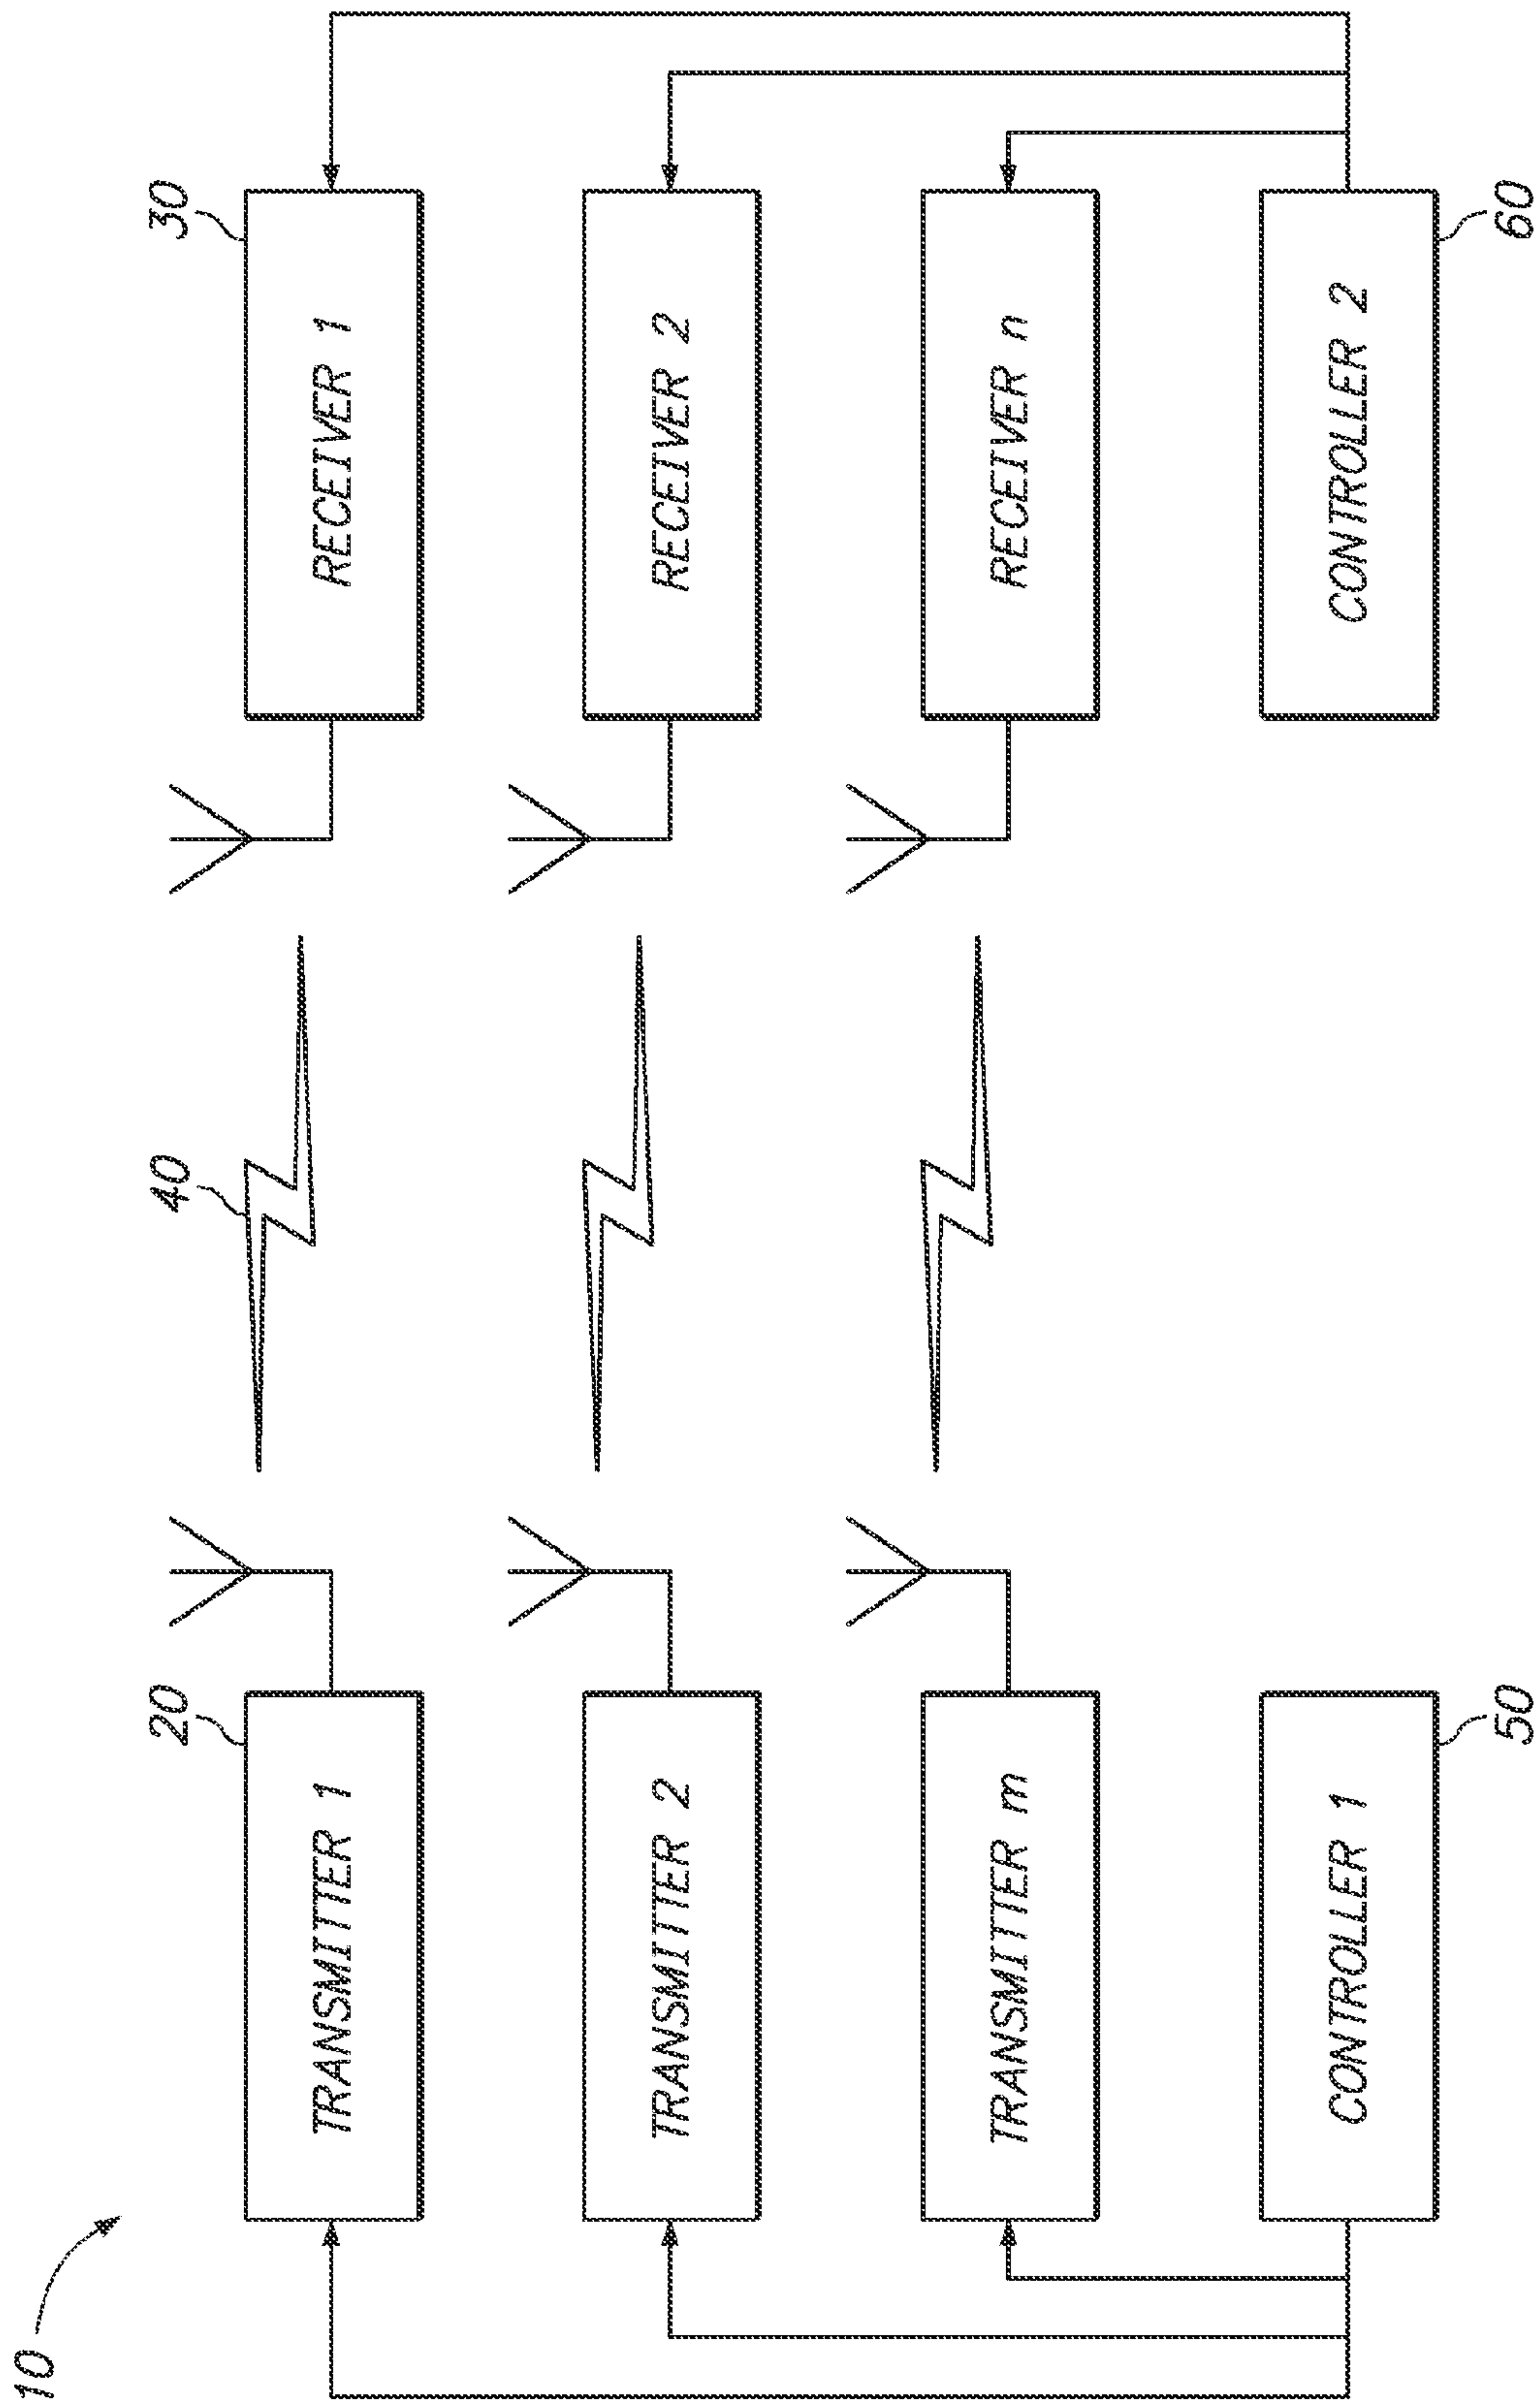 10
20
40
30
TRANSMITTER 1
RECEIVER 1
TRANSMITTER 2
RECEIVER 2
TRANSMITTER m
RECEIVER n
CONTROLLER 1
CONTROLLER 2
50
60